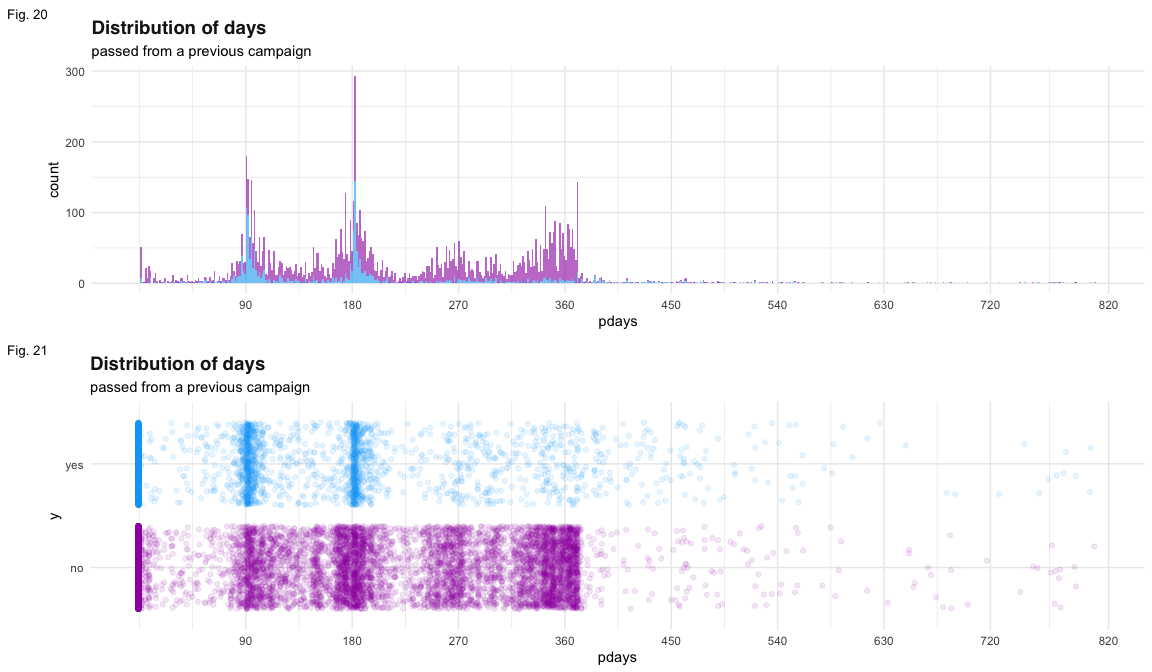 Fig. 20
Distribution of days
passed from a previous campaign
300
200
100
0
count
90 180 270 360 450 540 630 720 820
pdays
Fig. 21
Distribution of days
passed from a previous campaign
yes
no
y
90 180 270 360 450 540 630 720 820
pdays